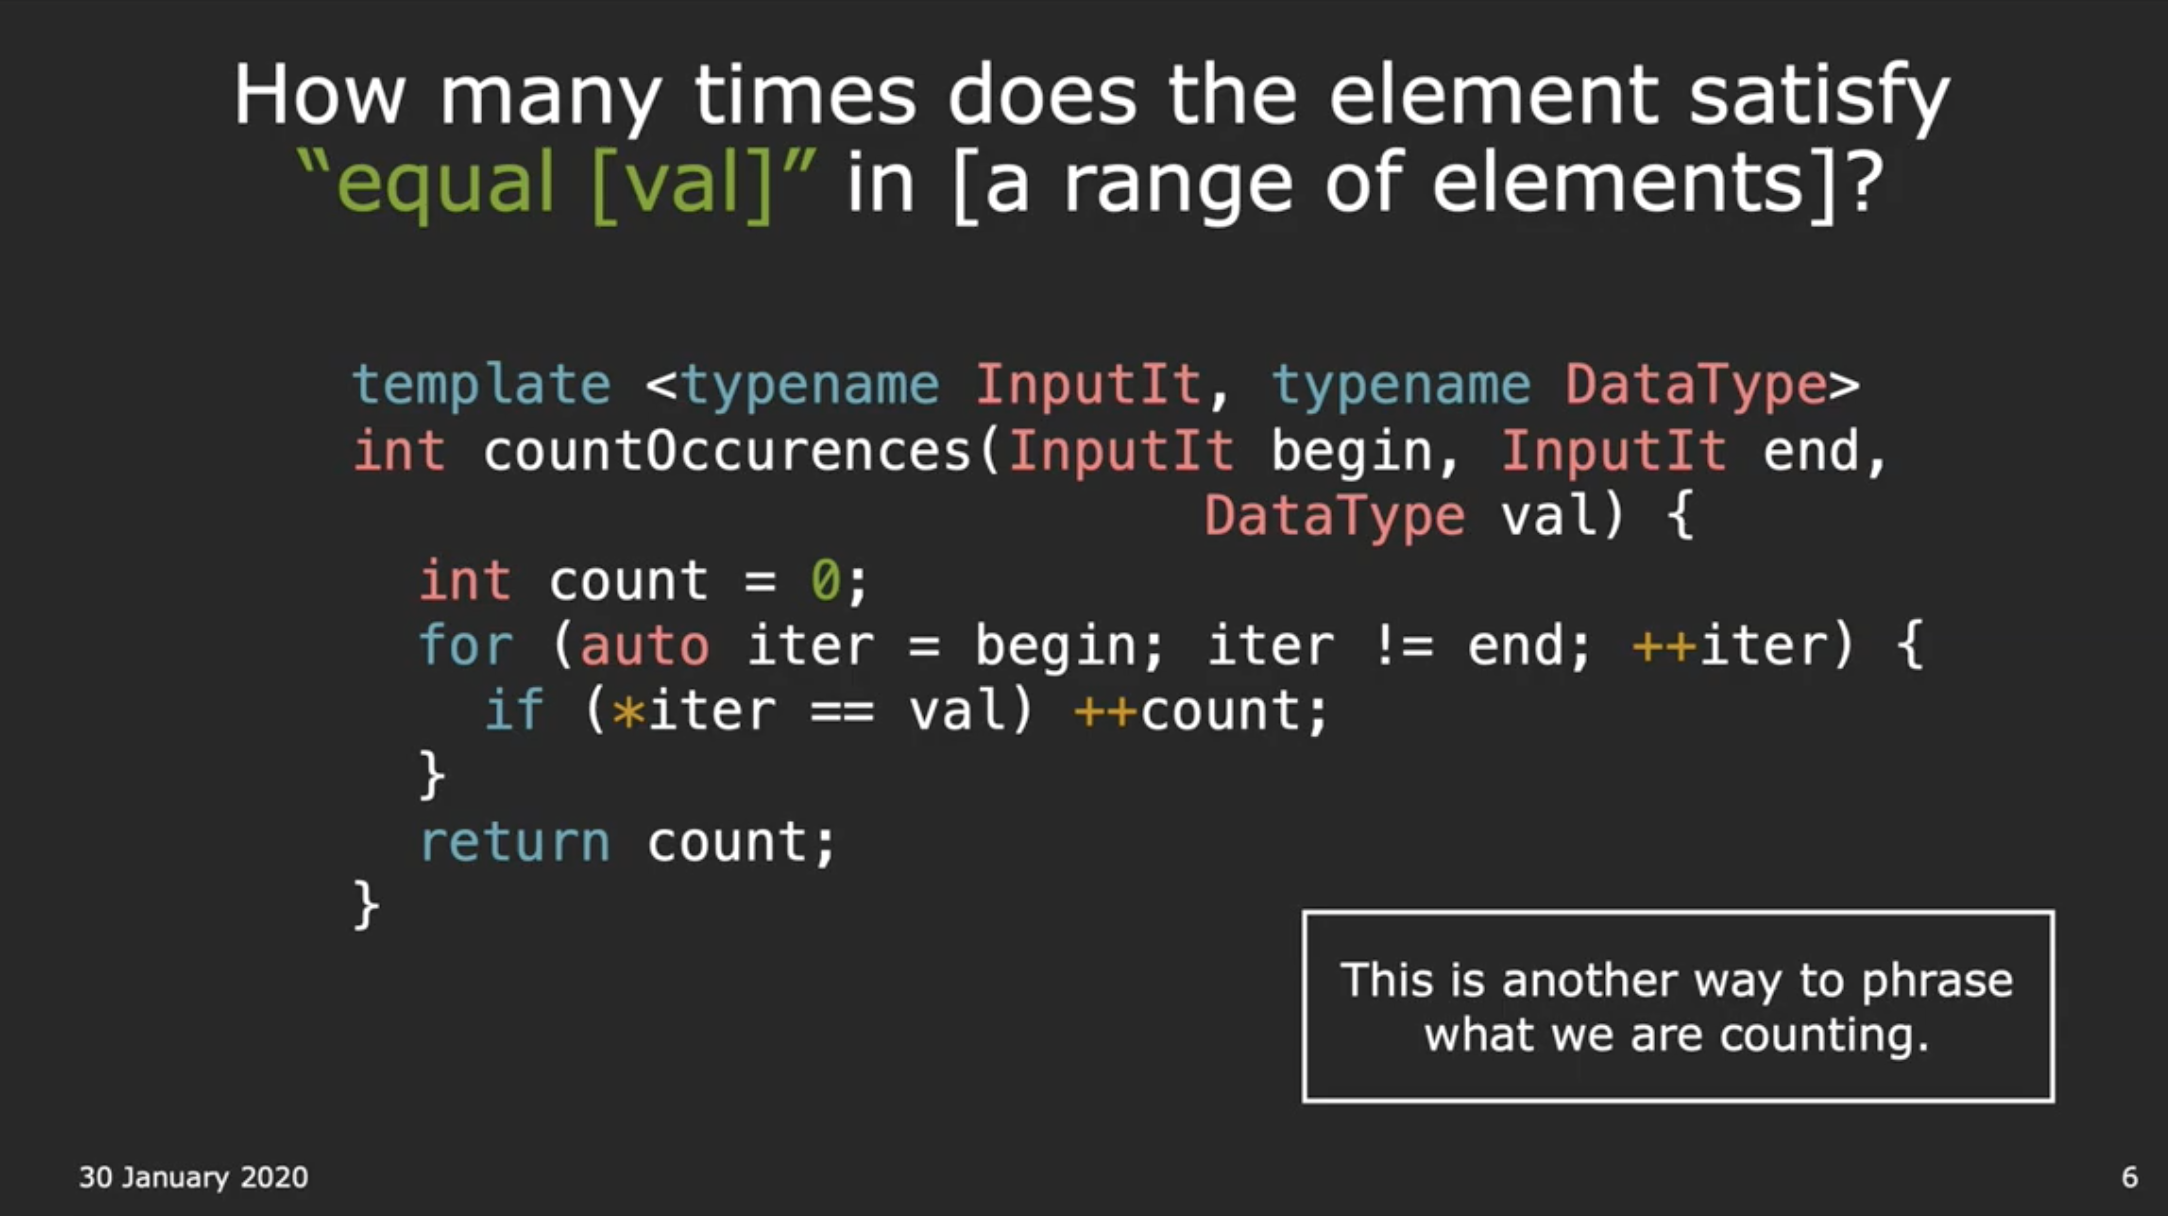 How many times does the element satisfy
“equal [val]” in [a range of elements]?
template <typename InputIt, typename DataType>
int countOccurences(InputIt begin, InputIt end,
DataType val) {
int count = 0;
for (auto iter = begin; iter != end; ++iter) {
if (*iter == val) ++count;
}
return count;
}
This is another way to phrase
what we are counting.
30 January 2020
6